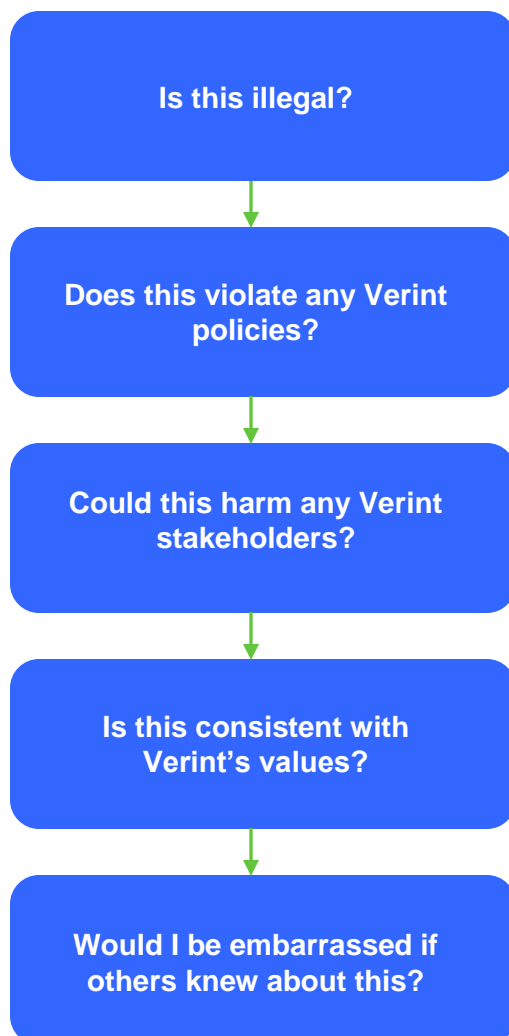 Is this illegal?
Does this violate any Verint
policies?
Could this harm any Verint
stakeholders?
Is this consistent with
Verint’s values?
Would I be embarrassed if
others knew about this?